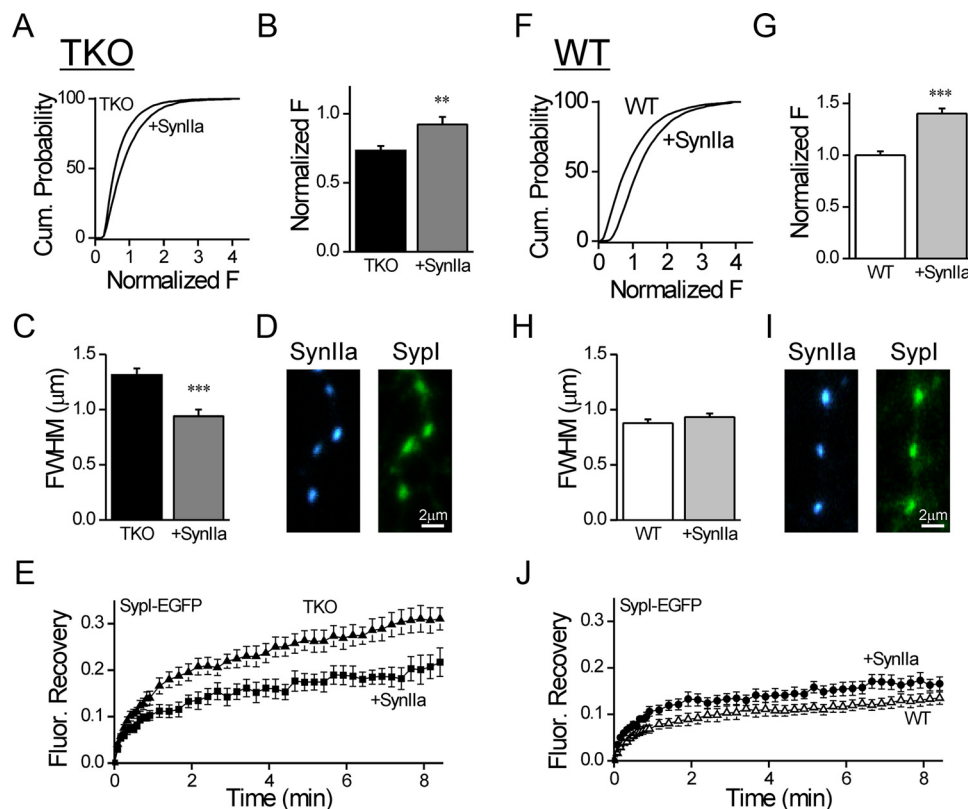 A
TKO
Cum. Probability
100
50
0
TKO
+SynIIa
0 1 2 3 4
Normalized F
B
Normalized F
1.0
0.5
0.0
**
TKO +SynIIa
F
WT
Cum. Probability
100
50
0
WT
+SynIIa
0 1 2 3 4
Normalized F
G
Normalized F
1.5
1.0
0.5
0.0
***
WT +SynIIa
C
FWHM (μm)
1.5
1.0
0.5
0.0
***
TKO +SynIIa
D
SynIIa SypI
2μm
H
FWHM (μm)
1.5
1.0
0.5
0.0
WT +SynIIa
I
SynIIa SypI
2μm
E
Fluor. Recovery
0.3
0.2
0.1
0.0
SypI-EGFP
TKO
+SynIIa
0 2 4 6 8
Time (min)
J
Fluor. Recovery
0.3
0.2
0.1
0.0
SypI-EGFP
+SynIIa
WT
0 2 4 6 8
Time (min)